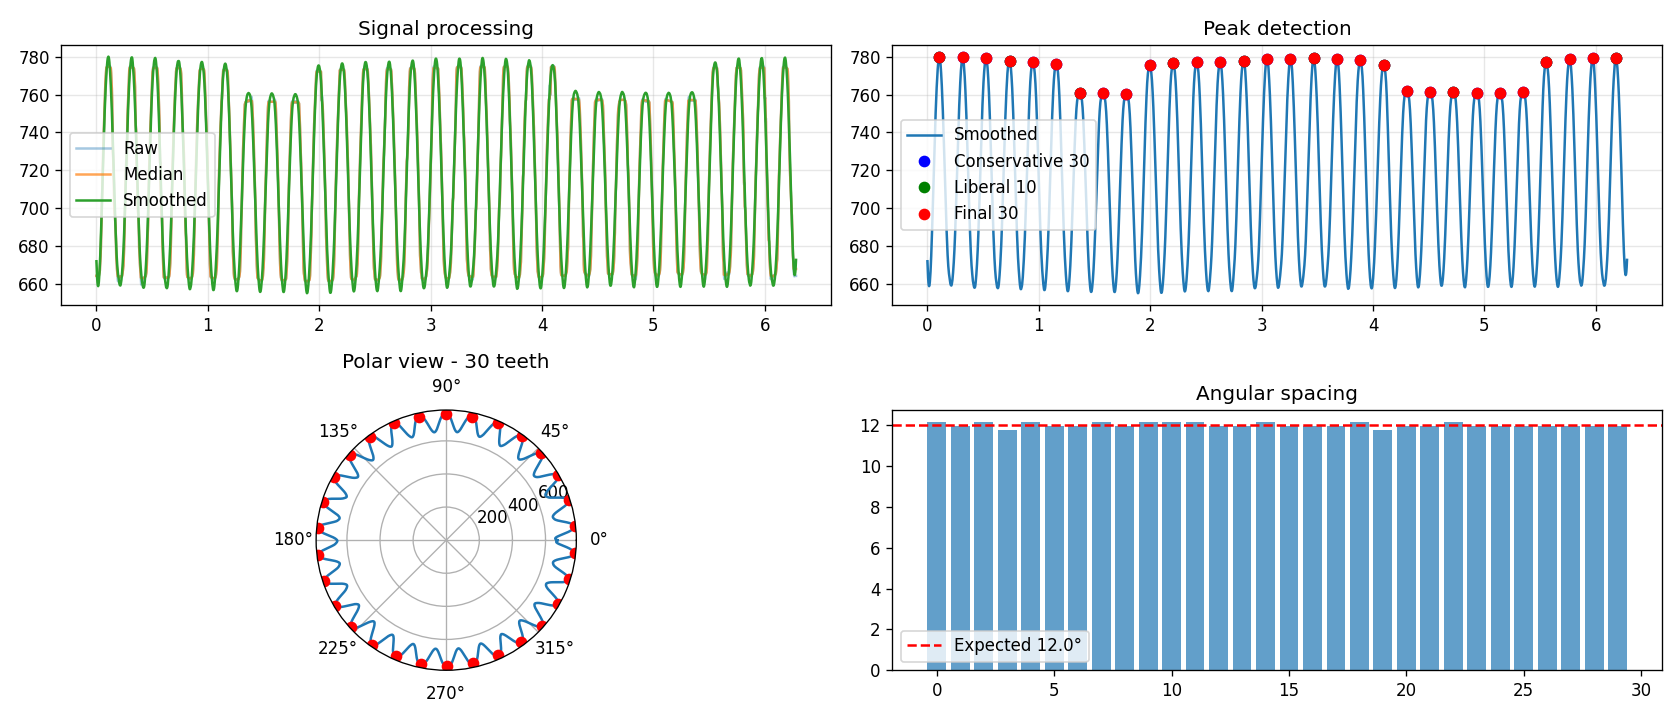 Signal processing
780
760
740
720
700
680
660
Raw
Median
Smoothed
0 1 2 3 4 5 6
Peak detection
780
760
740
720
700
680
660
Smoothed
Conservative 30
Liberal 10
Final 30
0 1 2 3 4 5 6
Polar view - 30 teeth
90°
135° 45°
600
400
200
180° 0°
225° 315°
270°
Angular spacing
12
10
8
6
4
2
0
Expected 12.0°
0 5 10 15 20 25 30